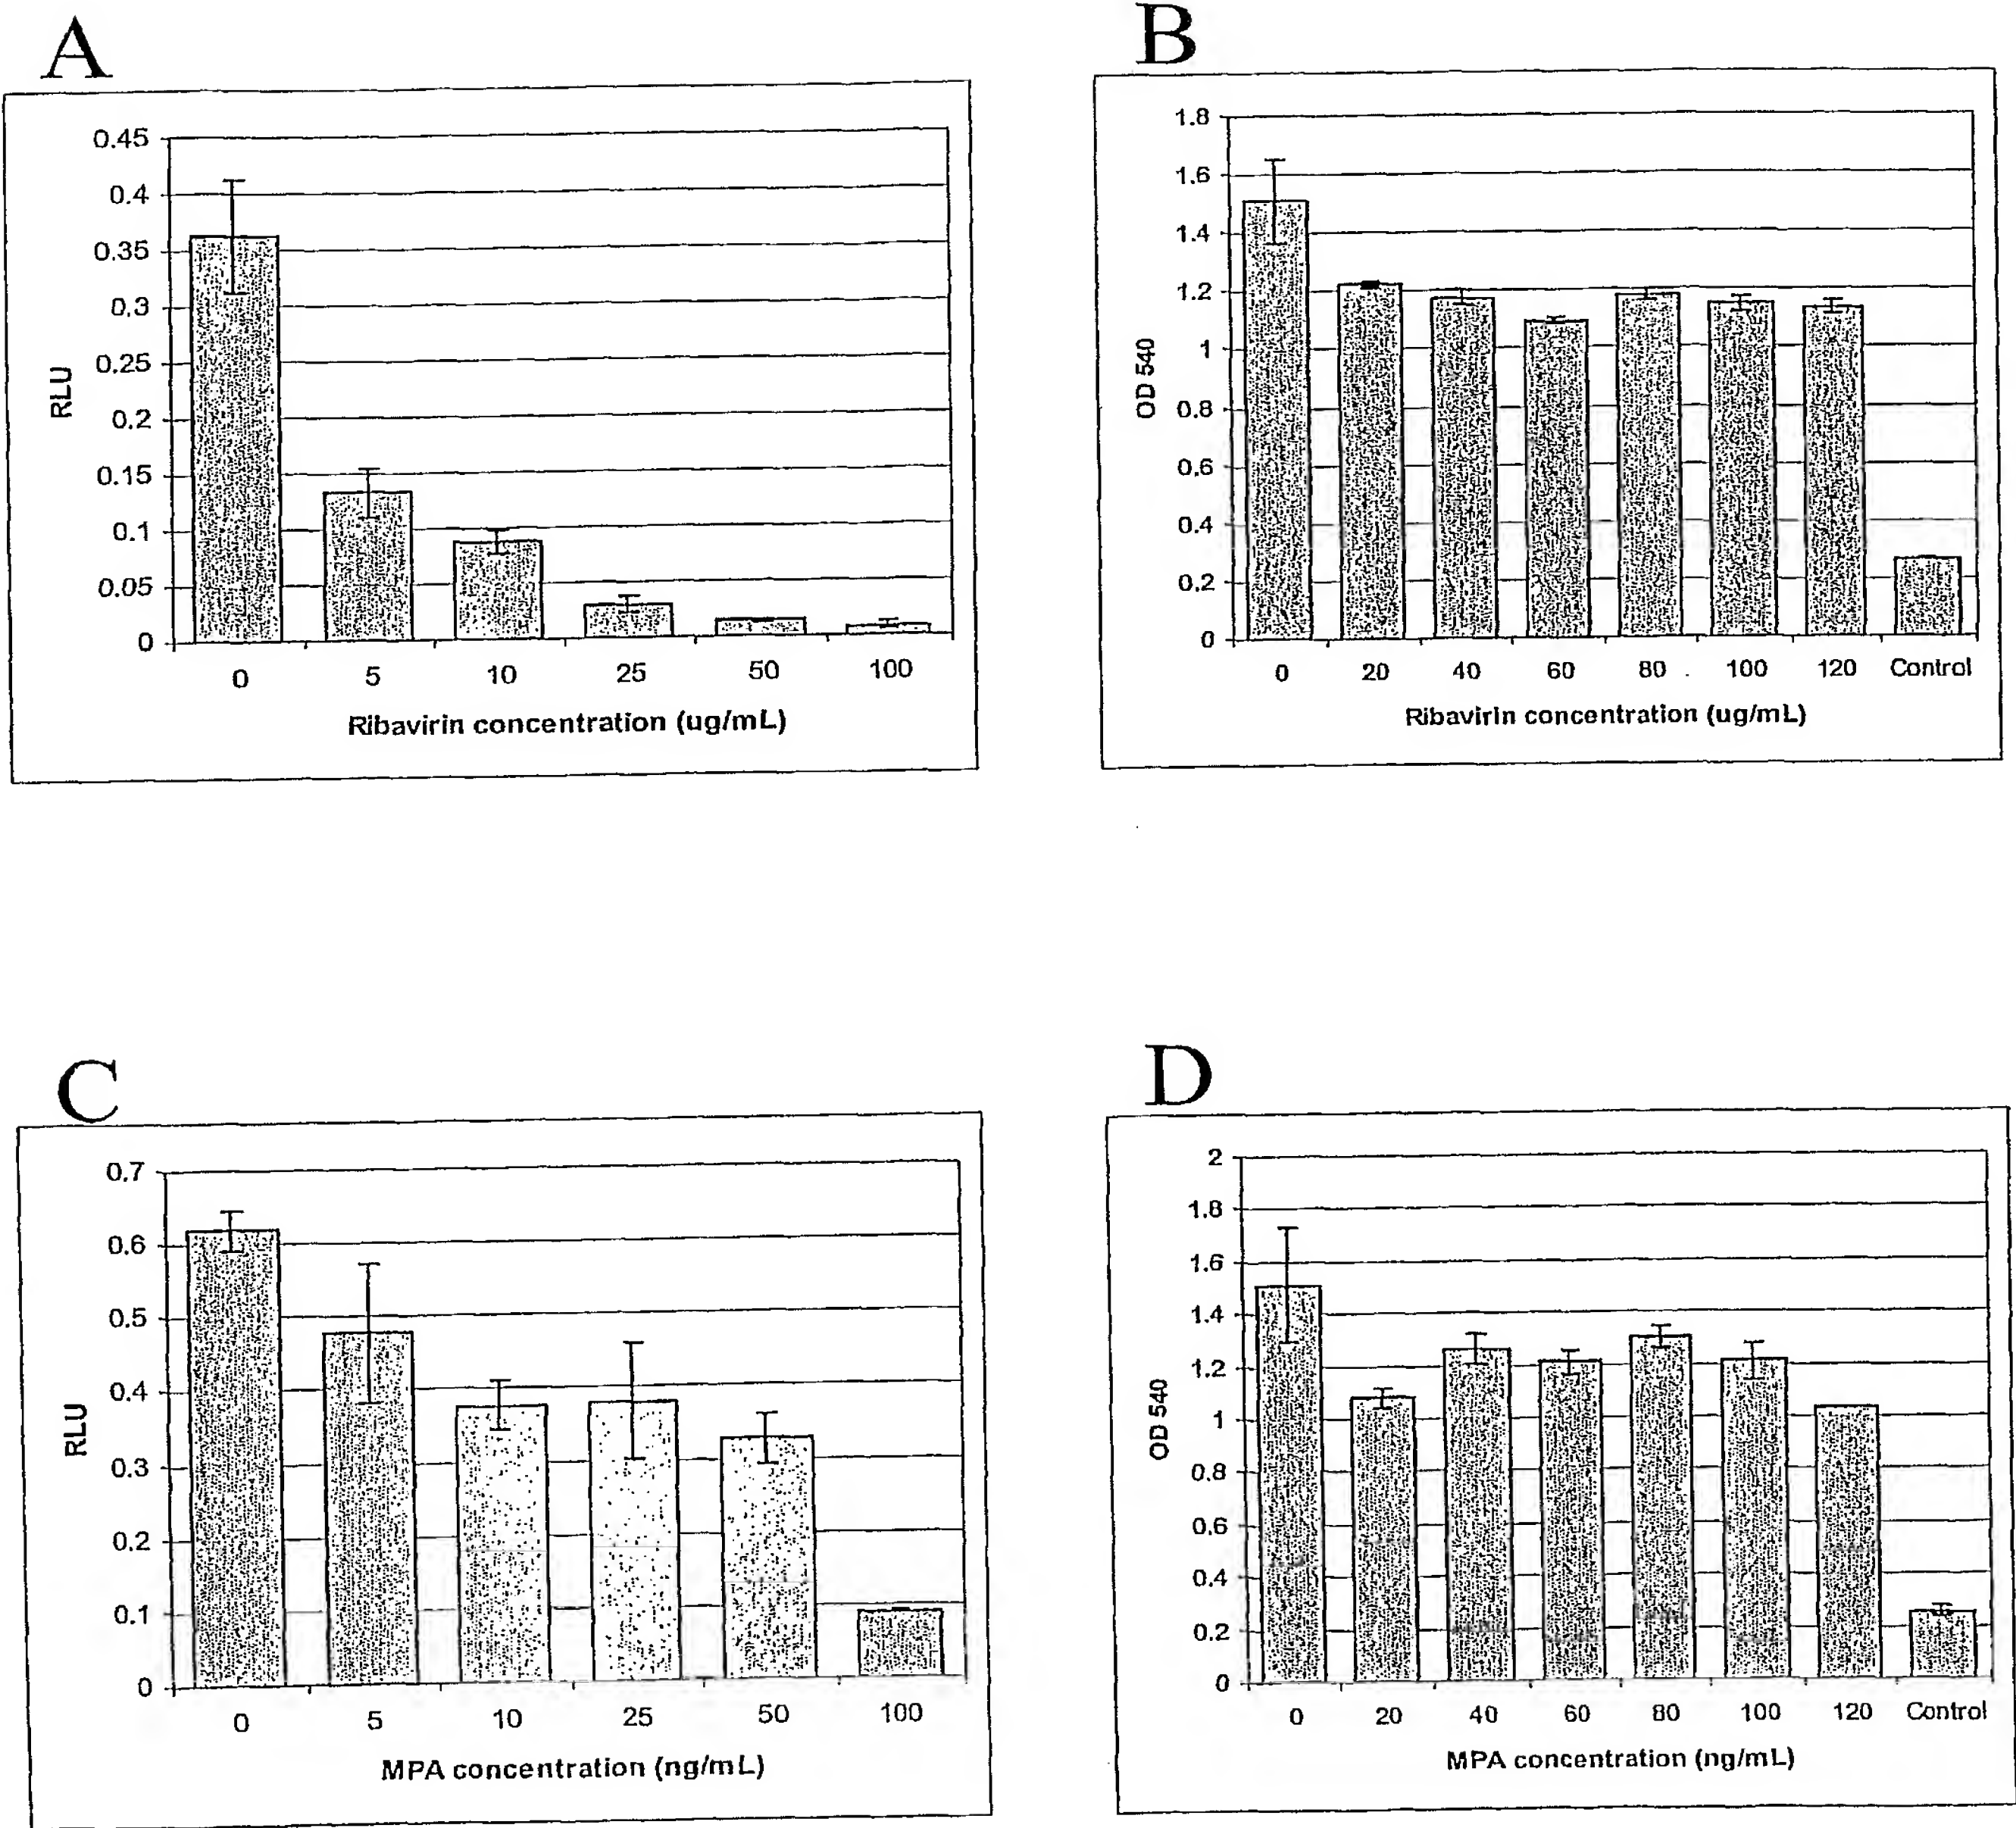 A
0.45
0.4
0.35
0.3
0.25
0.2
0.15
0.1
0.05
0
RLU
0 5 10 25 50 100
Ribavirin concentration (ug/mL)
B
1.8
1.6
1.4
1.2
1
0.8
0.6
0.4
0.2
0
OD 540
0 20 40 60 80 100 120 Control
Ribavirin concentration (ug/mL)
C
0.7
0.6
0.5
0.4
0.3
0.2
0.1
0
RLU
0 5 10 25 50 100
MPA concentration (ng/mL)
D
2
1.8
1.6
1.4
1.2
1
0.8
0.6
0.4
0.2
0
OD 540
0 20 40 60 80 100 120 Control
MPA concentration (ng/mL)